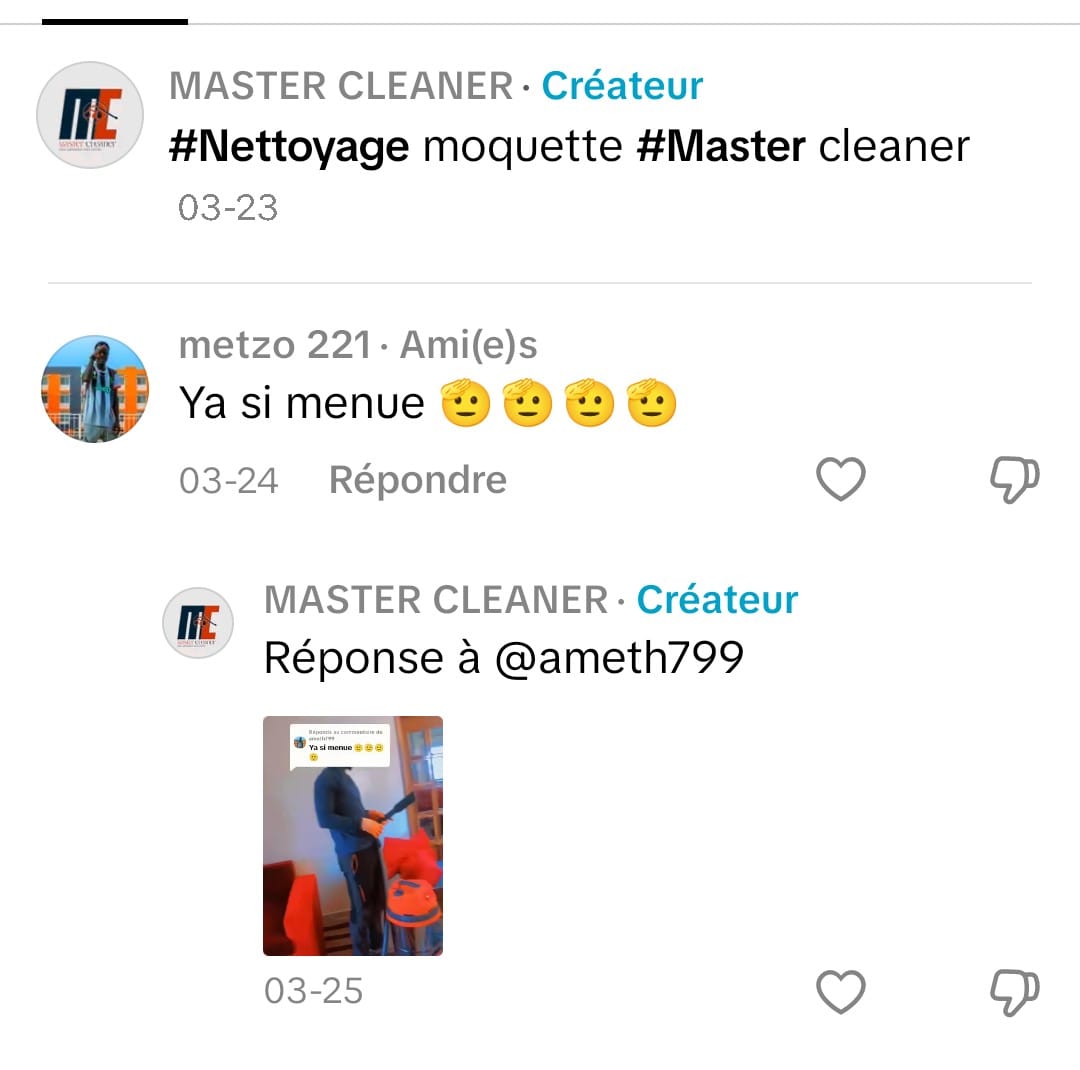 MASTER CLEANER · Créateur
#Nettoyage moquette #Master cleaner
03-23
metzo 221 · Ami(e)s
Ya si menue 🫡🫡🫡🫡
03-24 Répondre
MASTER CLEANER · Créateur
Réponse à @ameth799
Réponds au commentaire de
ameth799
Ya si menue 🫡🫡🫡
🫡
03-25